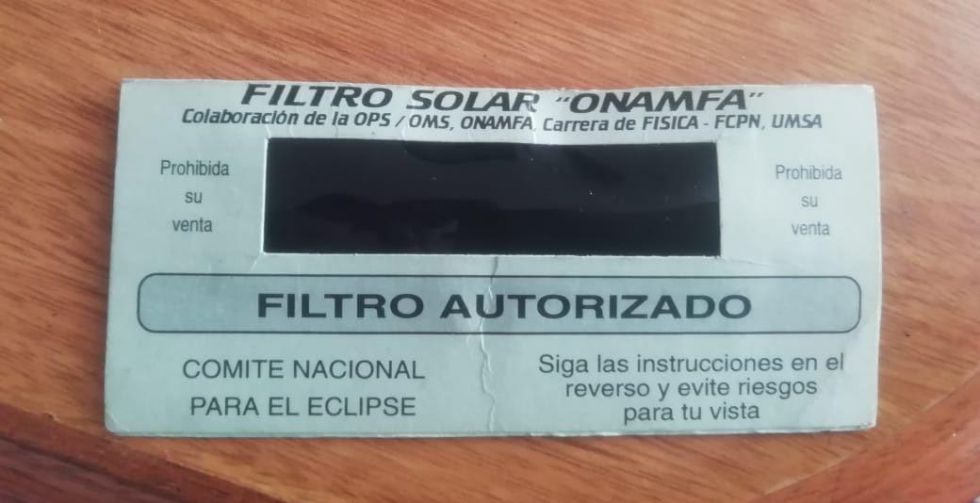 FILTRO SOLAR "ONAMFA"
Colaboración de la OPS / OMS, ONAMFA, Carrera de FISICA - FCPN, UMSA
Prohibida
su
venta
Prohibida
su
venta
FILTRO AUTORIZADO
COMITE NACIONAL
PARA EL ECLIPSE
Siga las instrucciones en el
reverso y evite riesgos
para tu vista